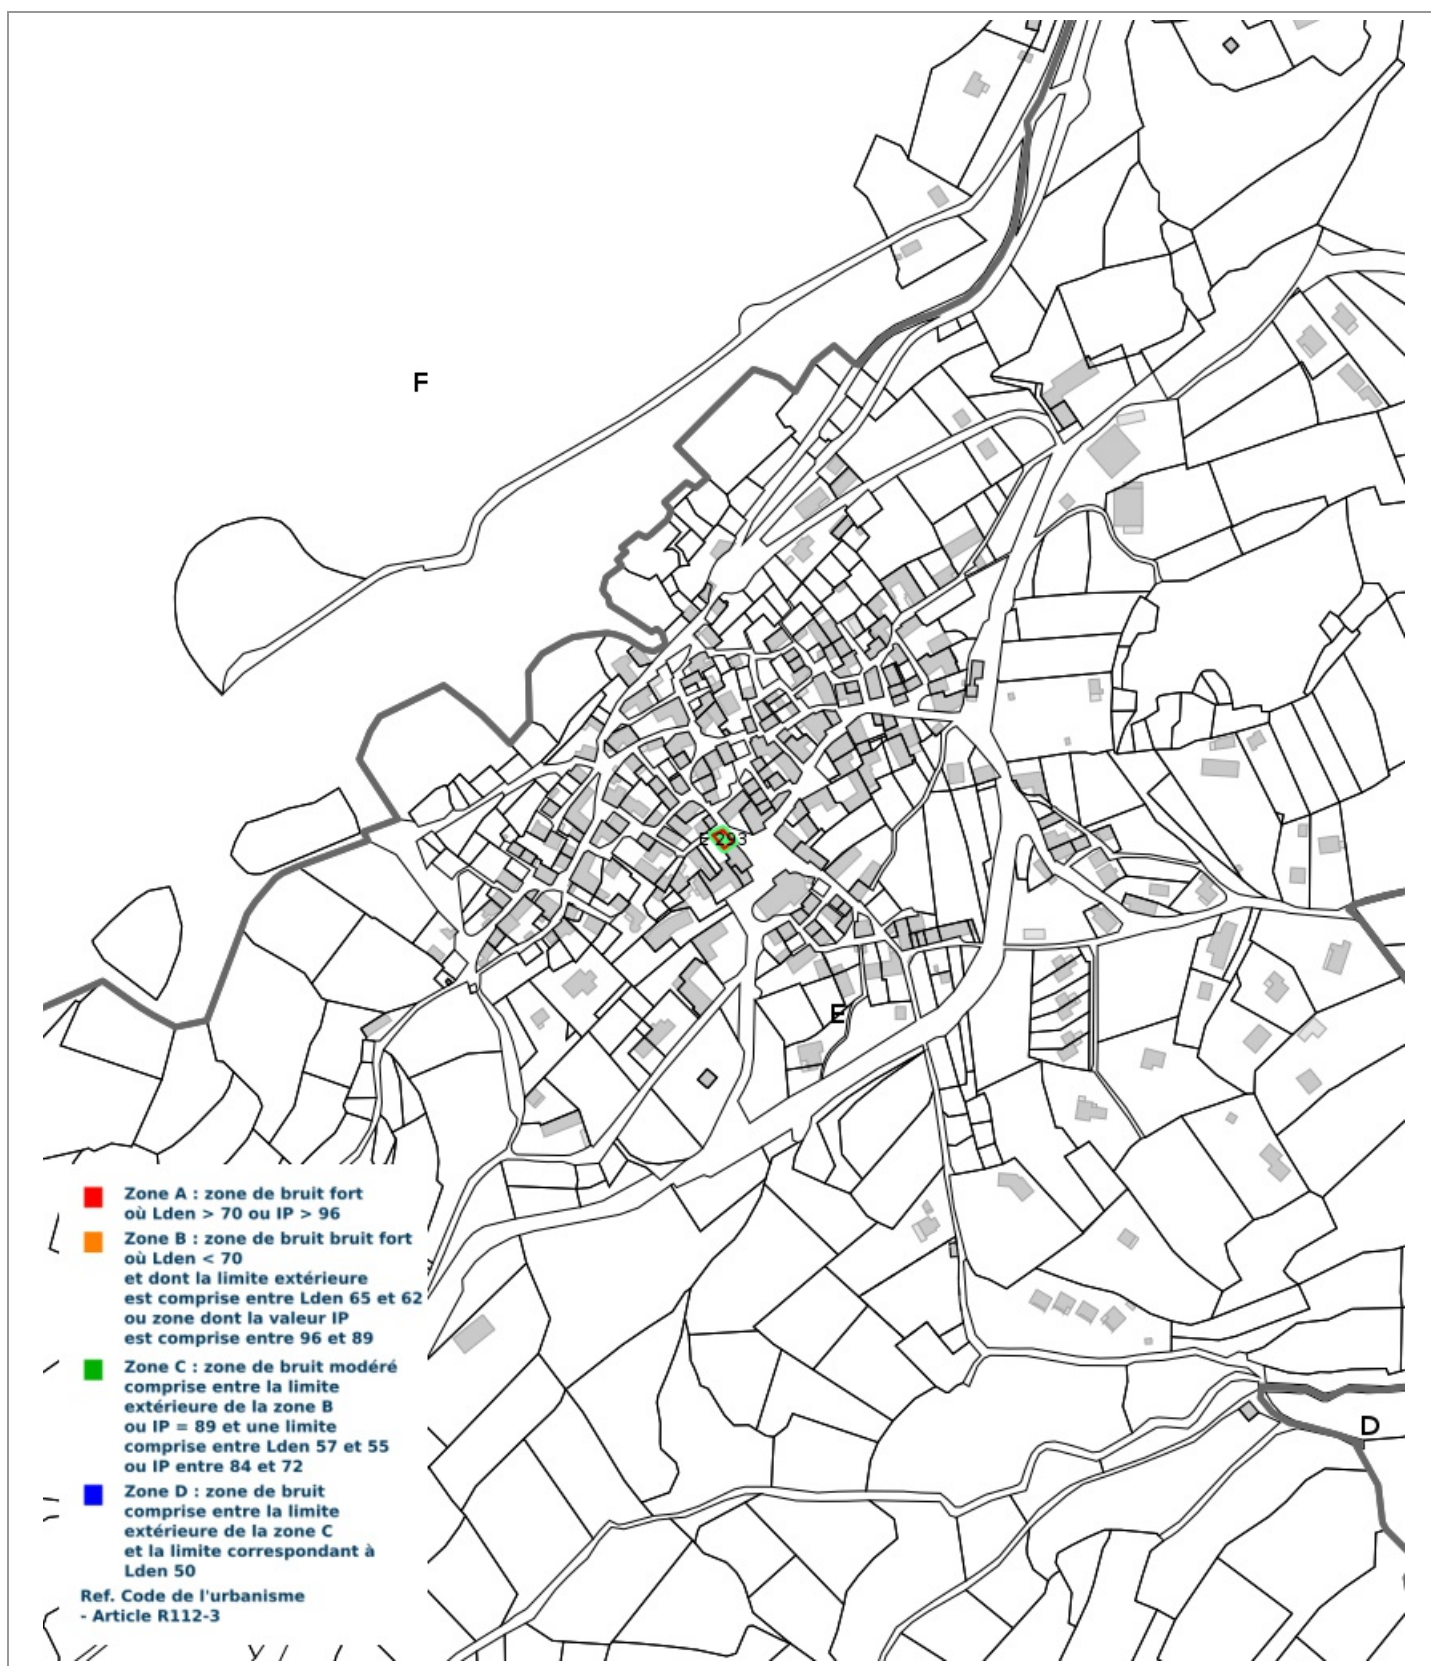 F
E 293
E
D
Zone A : zone de bruit fort
où Lden > 70 ou IP > 96
Zone B : zone de bruit bruit fort
où Lden < 70
et dont la limite extérieure
est comprise entre Lden 65 et 62
ou zone dont la valeur IP
est comprise entre 96 et 89
Zone C : zone de bruit modéré
comprise entre la limite
extérieure de la zone B
ou IP = 89 et une limite
comprise entre Lden 57 et 55
ou IP entre 84 et 72
Zone D : zone de bruit
comprise entre la limite
extérieure de la zone C
et la limite correspondant à
Lden 50
Ref. Code de l'urbanisme
- Article R112-3